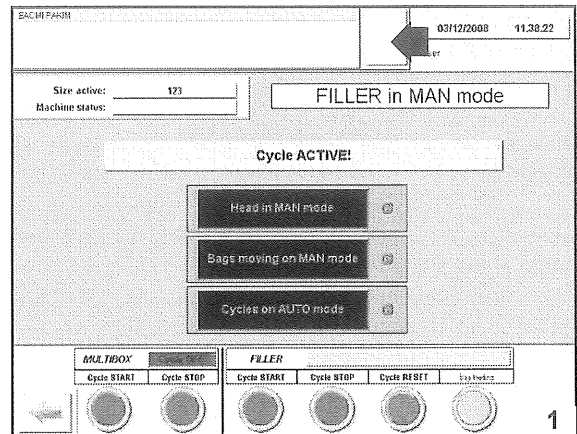 03/12/2008 11.38.22
Size active: 123
Machine status:
FILLER in MAN mode
Cycle ACTIVE!
Head in MAN mode
Bags moving on MAN mode
Cycles on AUTO mode
MULTIBOX FILLER
Cycle START Cycle STOP Cycle START Cycle STOP Cycle RESET
1